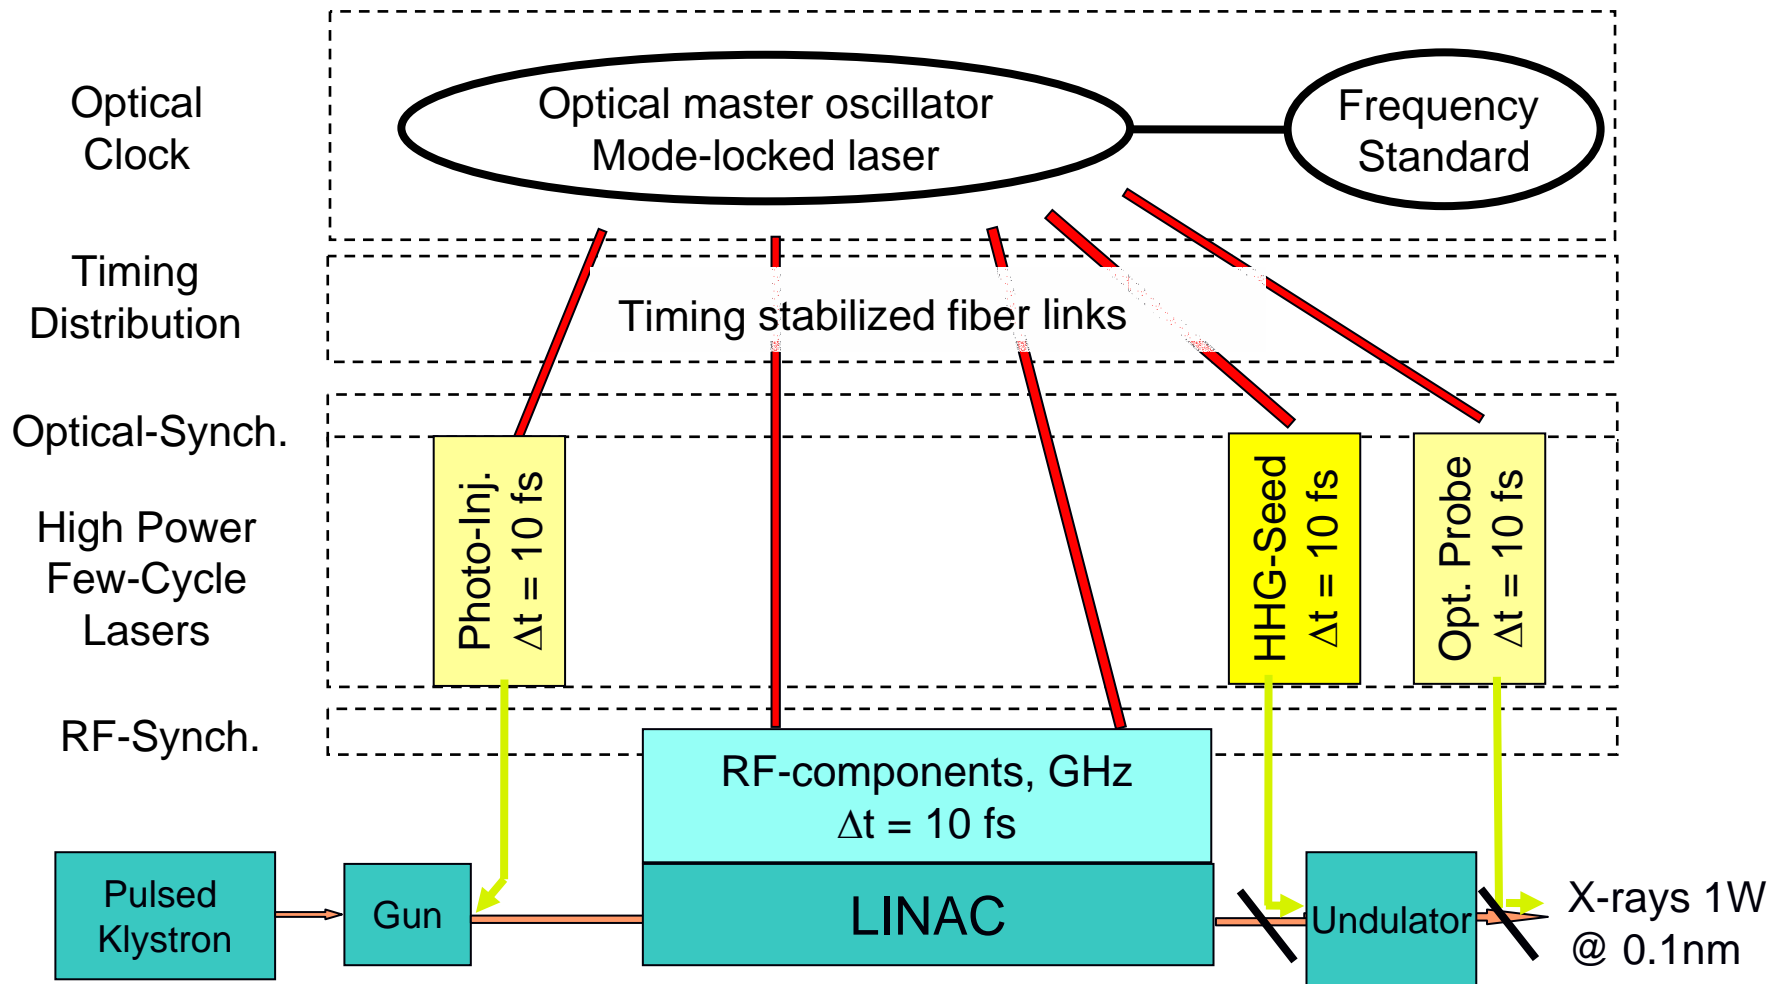 Optical
Clock
Optical master oscillator
Mode-locked laser
Frequency
Standard
Timing
Distribution
Timing stabilized fiber links
Optical-Synch.
High Power
Few-Cycle
Lasers
Photo-Inj.
Δt = 10 fs
HHG-Seed
Δt = 10 fs
Opt. Probe
Δt = 10 fs
RF-Synch.
RF-components, GHz
Δt = 10 fs
Pulsed
Klystron
Gun
LINAC
Undulator
X-rays 1W
@ 0.1nm